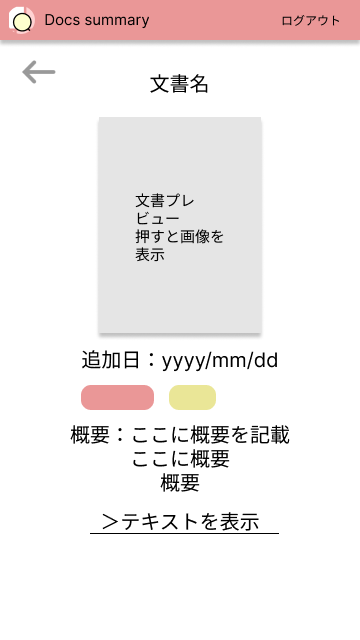 Docs summary
ログアウト
文書名
文書プレ
ビュー
押すと画像を
表示
追加日：yyyy/mm/dd
概要：ここに概要を記載
ここに概要
概要
＞テキストを表示